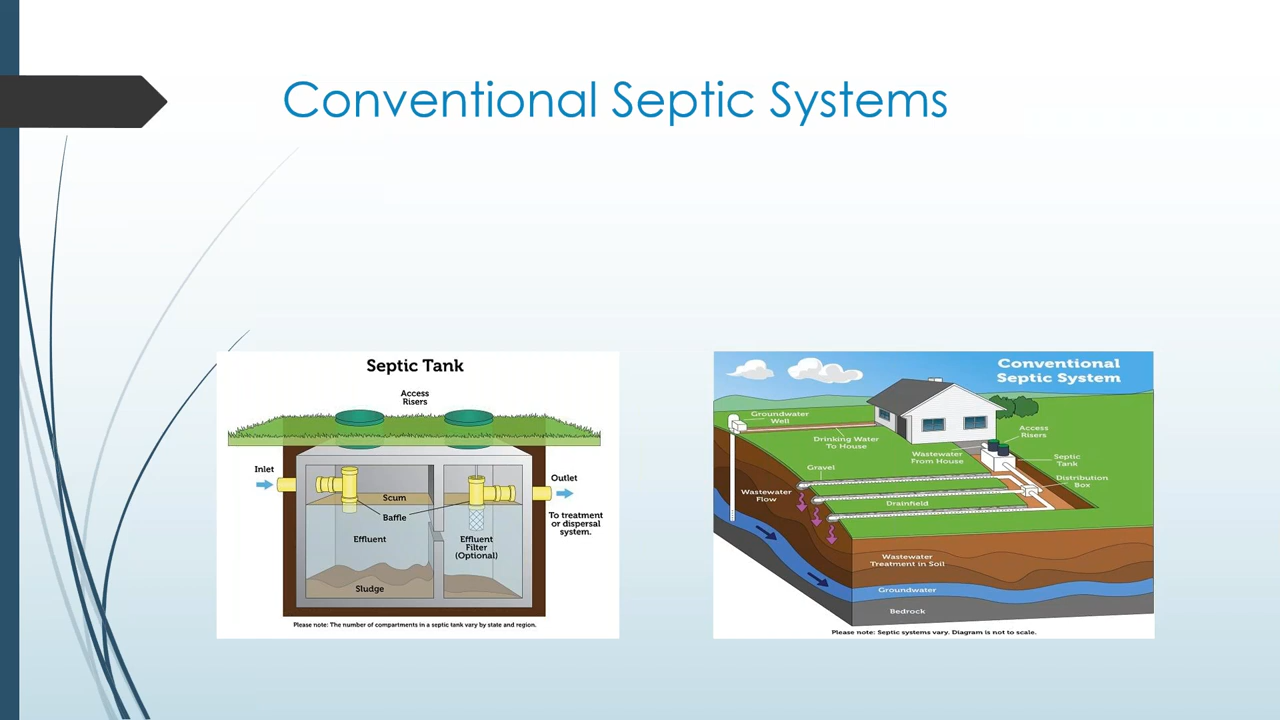 Conventional Septic Systems
Septic Tank
Access
Risers
Inlet
Outlet
Scum
Baffle
To treatment
or dispersal
system.
Effluent
Effluent
Filter
(Optional)
Sludge
Please note: The number of compartments in a septic tank vary by state and region.
Conventional
Septic System
Groundwater
Well
Drinking Water
To House
Access
Risers
Wastewater
From House
Septic
Tank
Gravel
Distribution
Box
Wastewater
Flow
Drainfield
Wastewater
Treatment in Soil
Groundwater
Bedrock
Please note: Septic systems vary. Diagram is not to scale.